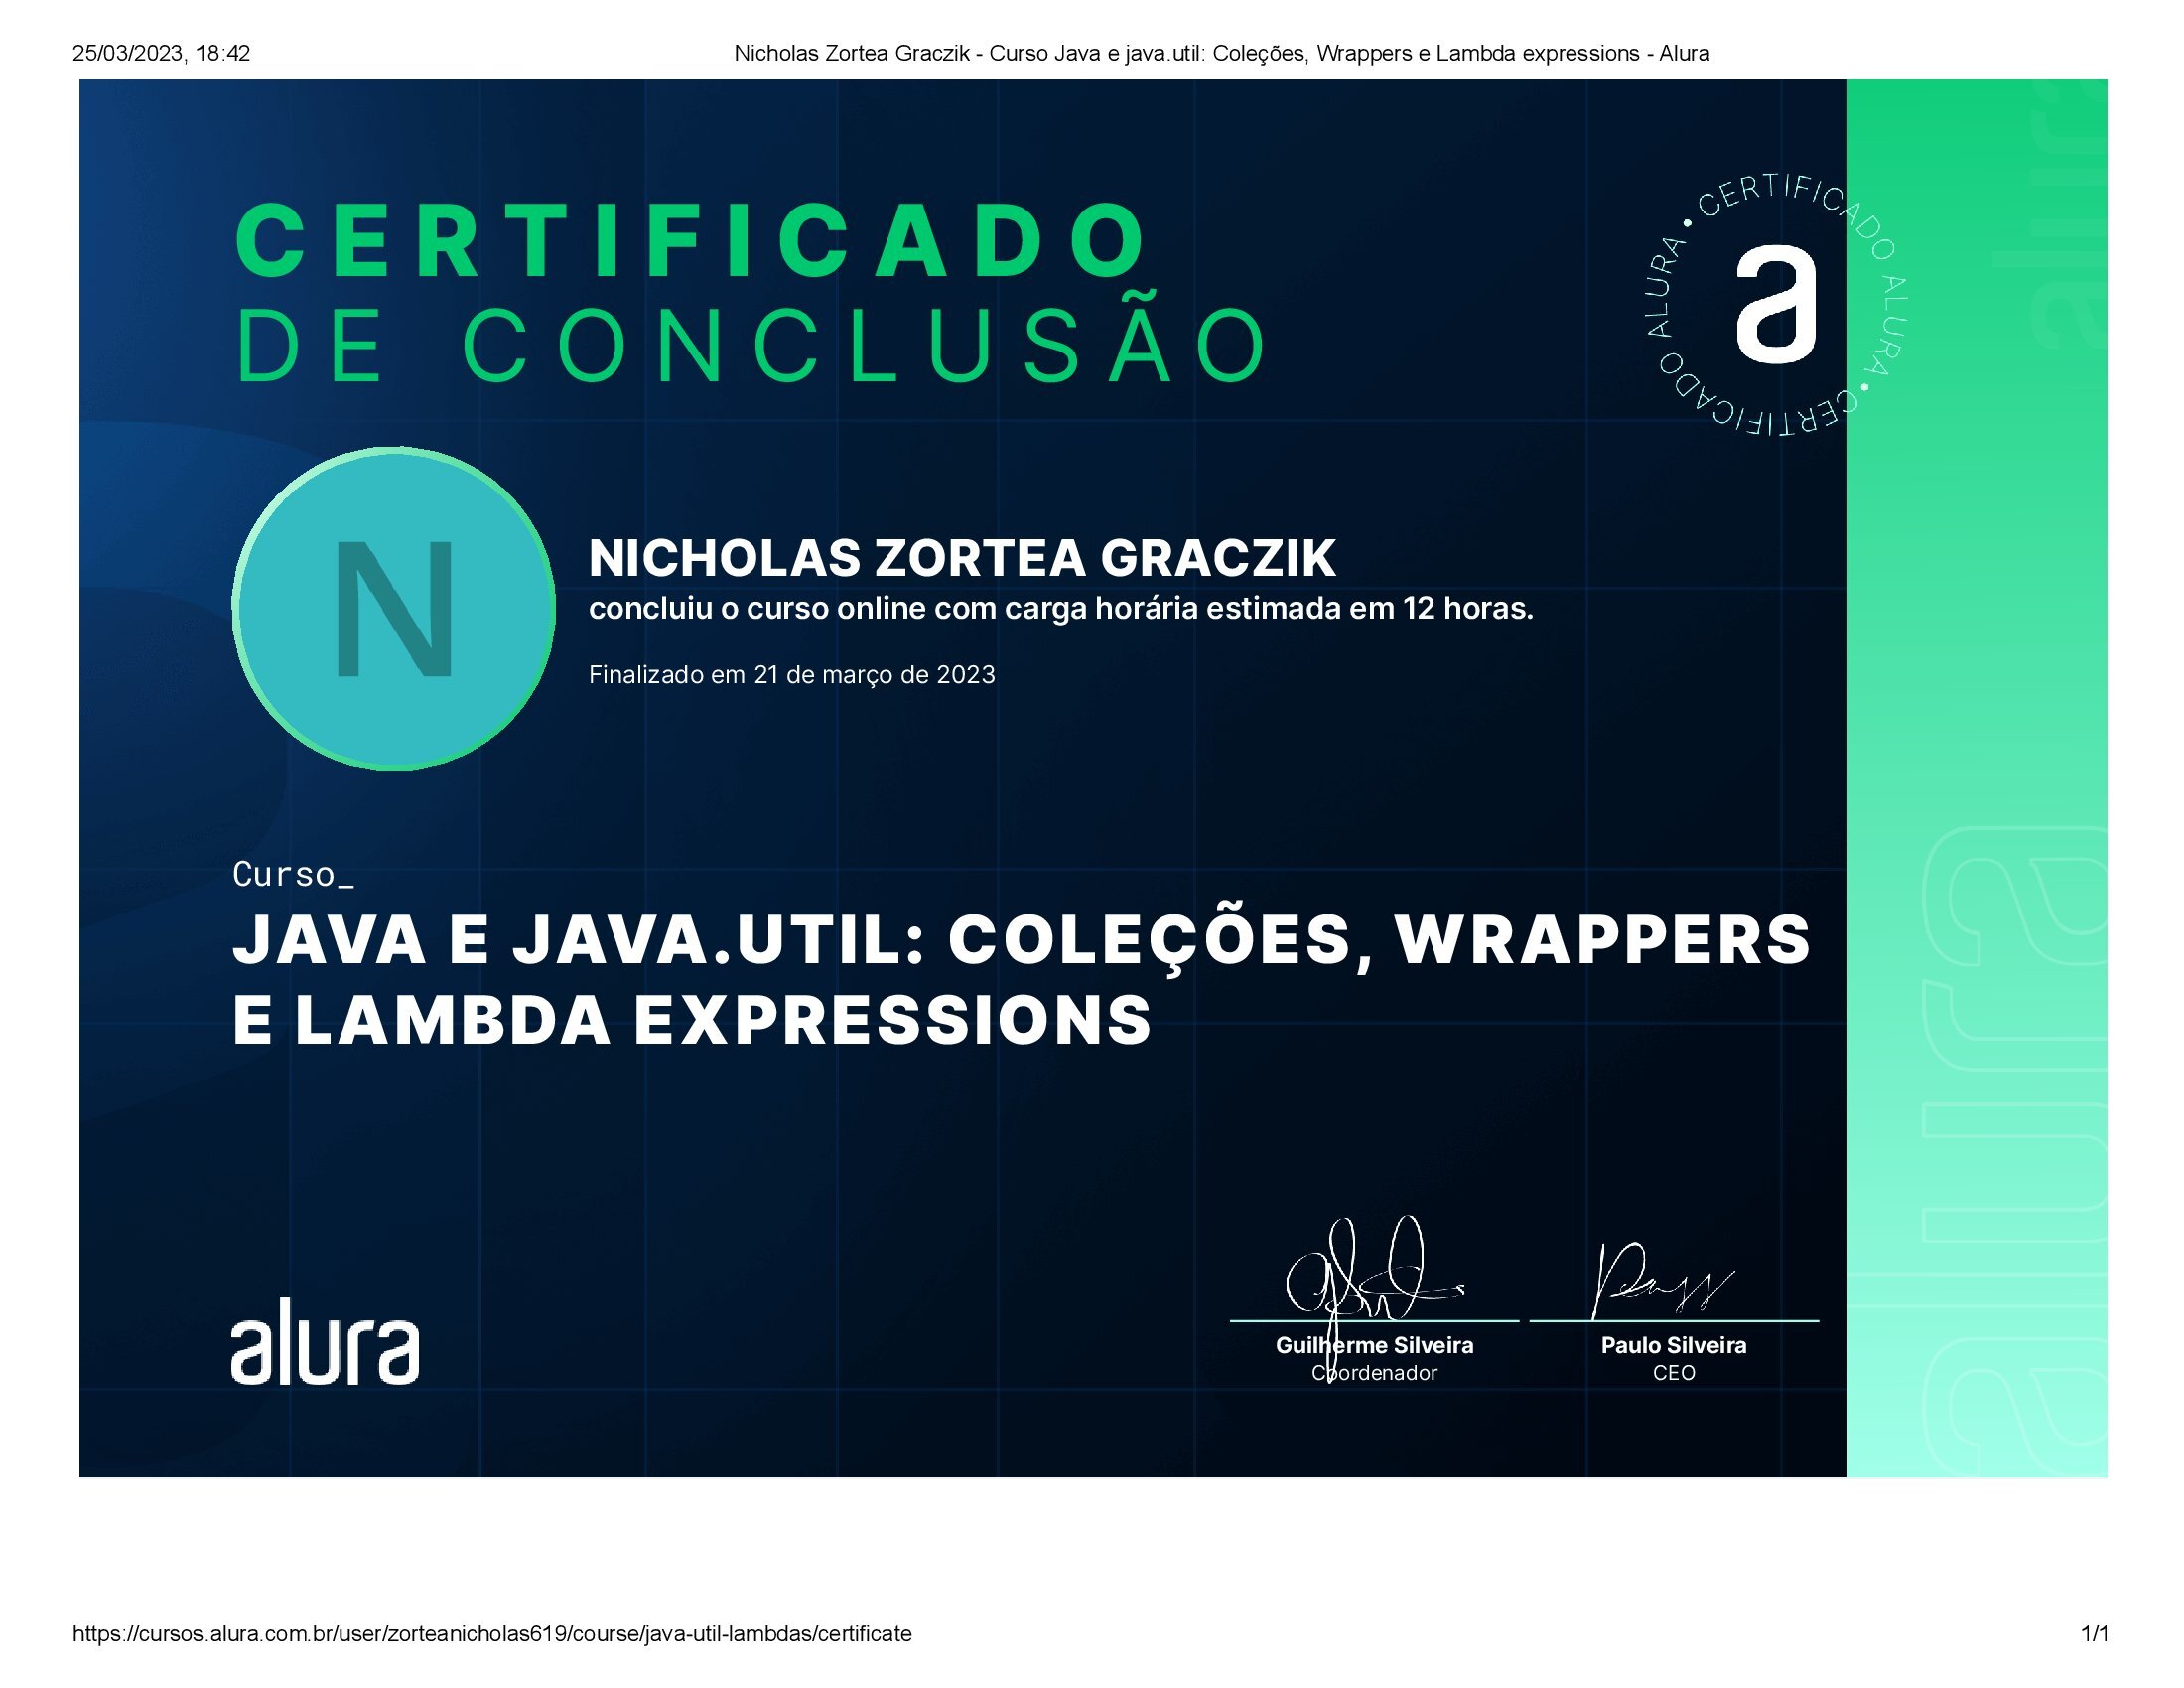 25/03/2023, 18:42
Nicholas Zortea Graczik - Curso Java e java.util: Coleções, Wrappers e Lambda expressions - Alura
CERTIFICADO
DE CONCLUSÃO
• CERTIFICADO ALURA • CERTIFICADO ALURA
a
N
NICHOLAS ZORTEA GRACZIK
concluiu o curso online com carga horária estimada em 12 horas.
Finalizado em 21 de março de 2023
Curso_
JAVA E JAVA.UTIL: COLEÇÕES, WRAPPERS
E LAMBDA EXPRESSIONS
alura
Guilherme Silveira
Coordenador
Paulo Silveira
CEO
alura
alura
https://cursos.alura.com.br/user/zorteanicholas619/course/java-util-lambdas/certificate
1/1